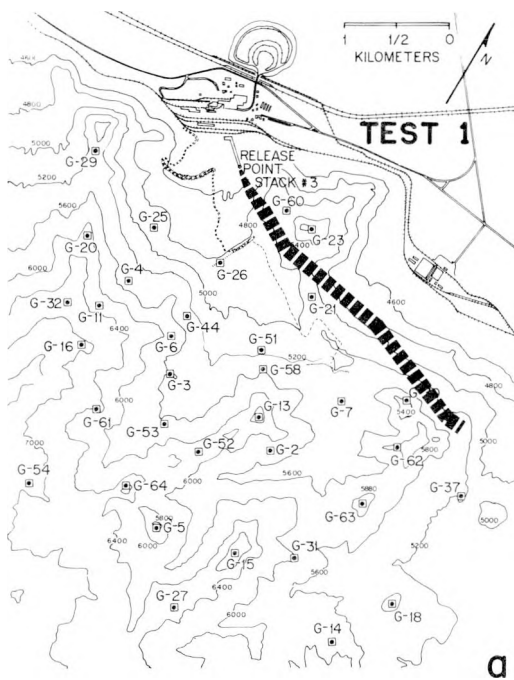 1 1/2 0
KILOMETERS
N
TEST 1
4600
4800
5000
5200
G-29
RELEASE
POINT
STACK #3
5600
G-60
4800
G-25
5400
G-23
G-20
6000
G-26
G-4
5000
4600
G-32
G-11
G-21
6400
G-44
G-6
G-16
G-51
5200
G-58
4800
G-3
6000
G-7
5400
G-61
G-13
G-53
5000
7000
G-52
G-2
5800
G-62
6000
5600
G-54
G-64
G-37
5880
G-63
5800
G-5
5000
6400
6000
5200
G-15
G-31
5600
6400
G-27
6000
G-18
G-14
a